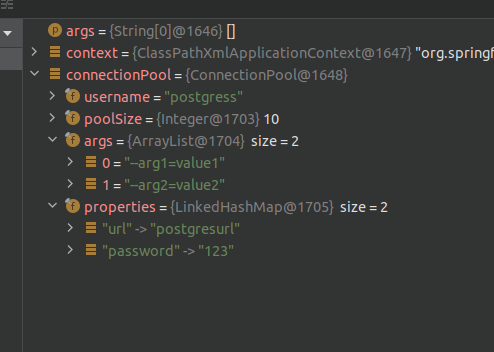 args = {String[0]@1646} []
context = {ClassPathXmlApplicationContext@1647} "org.springf
connectionPool = {ConnectionPool@1648}
username = "postgress"
poolSize = {Integer@1703} 10
args = {ArrayList@1704} size = 2
0 = "--arg1=value1"
1 = "--arg2=value2"
properties = {LinkedHashMap@1705} size = 2
"url" -> "postgresurl"
"password" -> "123"